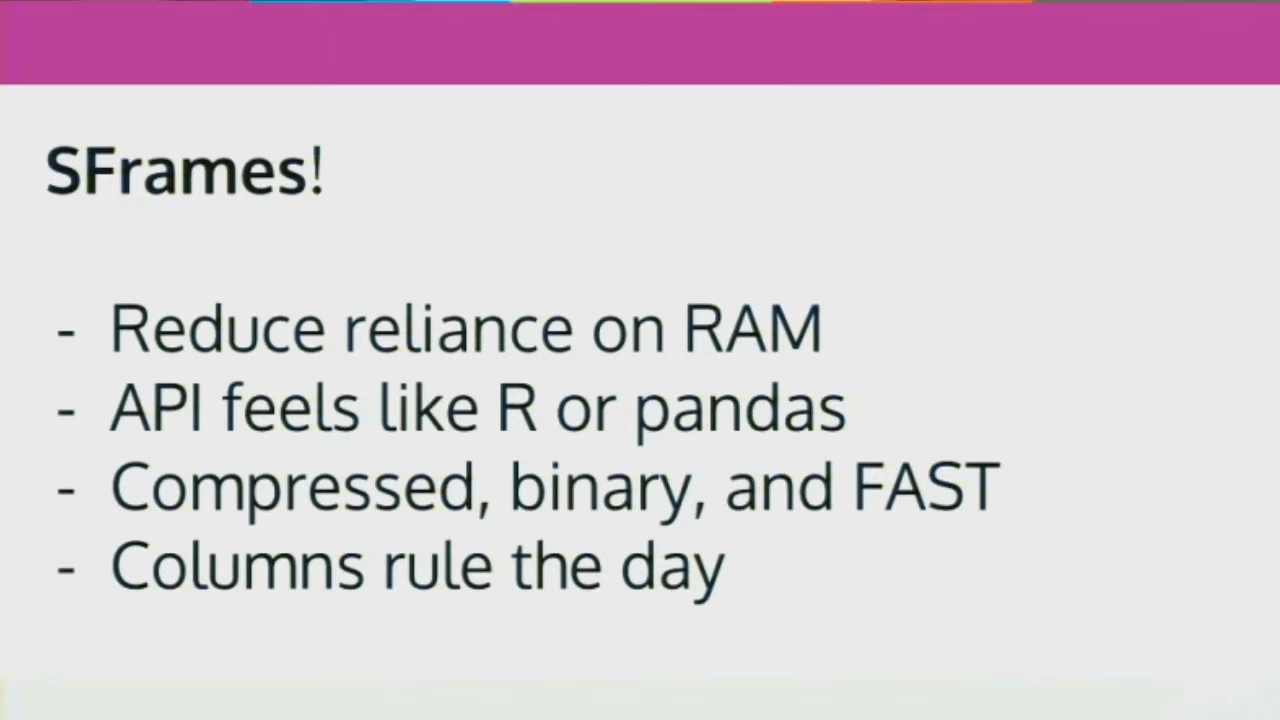 SFrames!
- Reduce reliance on RAM
- API feels like R or pandas
- Compressed, binary, and FAST
- Columns rule the day